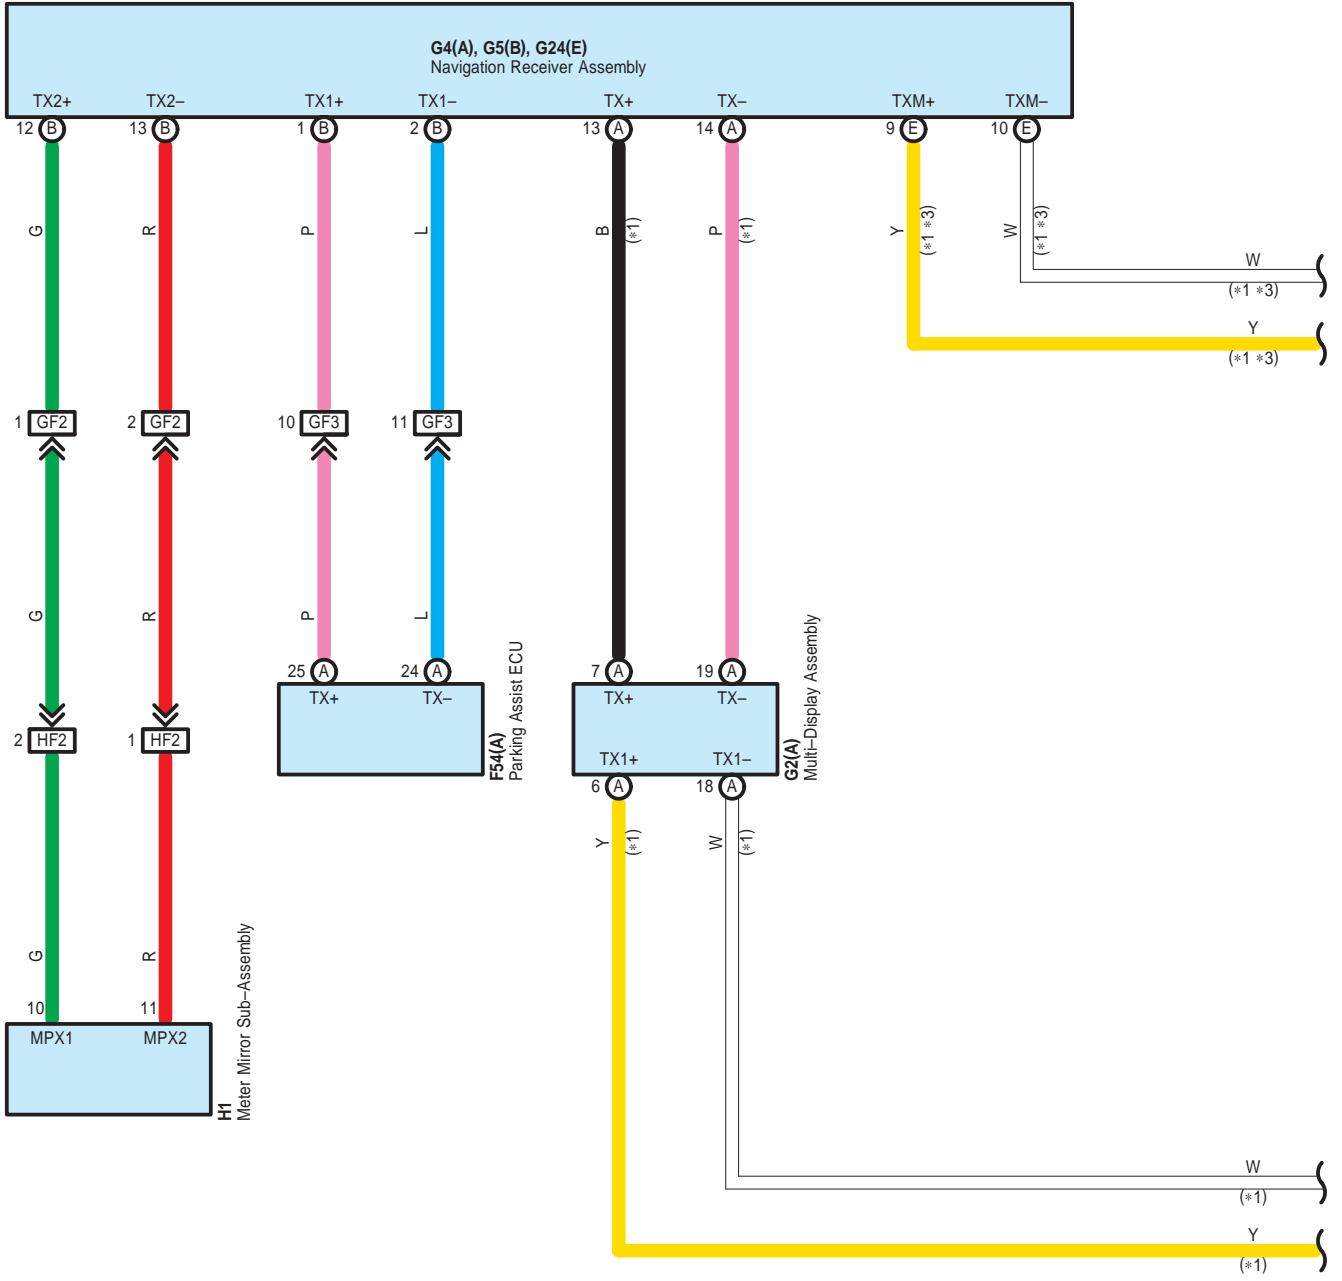 G4(A), G5(B), G24(E)
Navigation Receiver Assembly
TX2+ TX2– TX1+ TX1– TX+ TX– TXM+ TXM–
12 B 13 B 1 B 2 B 13 A 14 A 9 E 10 E
G R P L B (∗1) P (∗1) Y (∗1 ∗3) W (∗1 ∗3)
W
(∗1 ∗3)
Y
(∗1 ∗3)
1 GF2 2 GF2 10 GF3 11 GF3
G R P L
25 A 24 A 7 A 19 A
TX+ TX– TX+ TX–
F54(A)
Parking Assist ECU
G2(A)
Multi–Display Assembly
2 HF2 1 HF2
TX1+ TX1–
6 A 18 A
Y (∗1) W (∗1)
G R
10 11
MPX1 MPX2
H1
Meter Mirror Sub–Assembly
W
(∗1)
Y
(∗1)